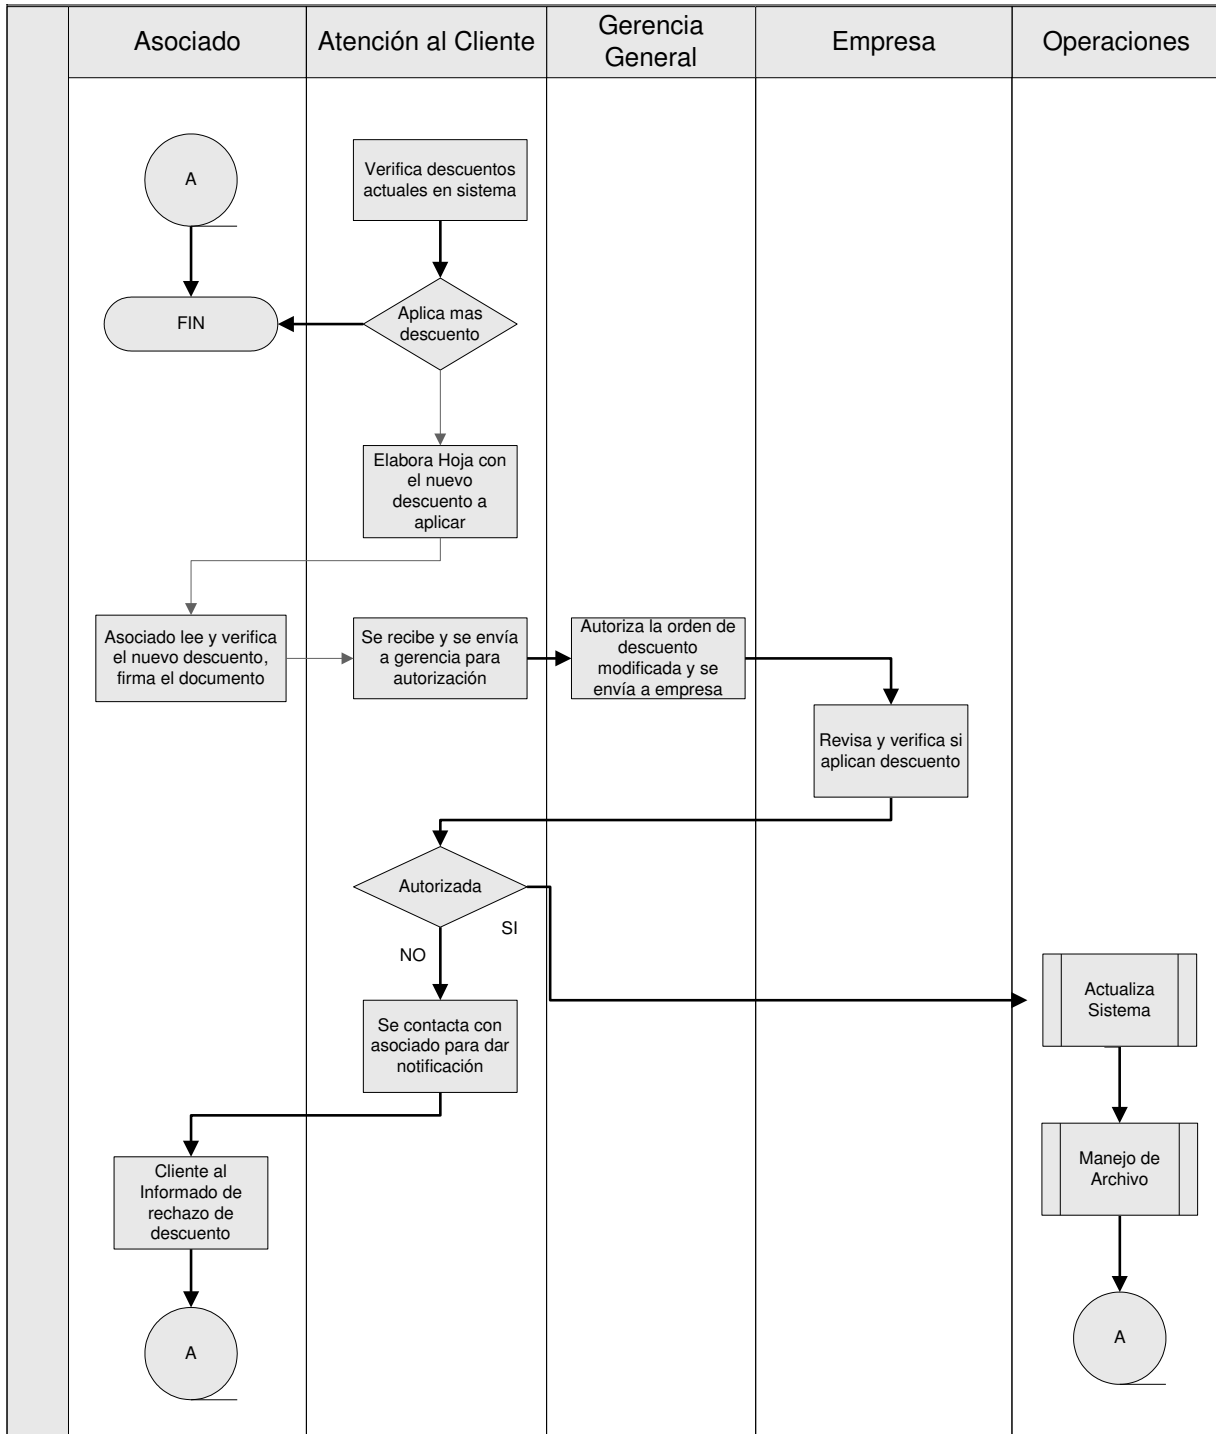 Asociado
Atención al Cliente
Gerencia
General
Empresa
Operaciones
A
Verifica descuentos
actuales en sistema
FIN
Aplica mas
descuento
Elabora Hoja con
el nuevo
descuento a
aplicar
Asociado lee y verifica
el nuevo descuento,
firma el documento
Se recibe y se envía
a gerencia para
autorización
Autoriza la orden de
descuento
modificada y se
envía a empresa
Revisa y verifica si
aplican descuento
Autorizada
SI
NO
Se contacta con
asociado para dar
notificación
Actualiza
Sistema
Cliente al
Informado de
rechazo de
descuento
Manejo de
Archivo
A
A